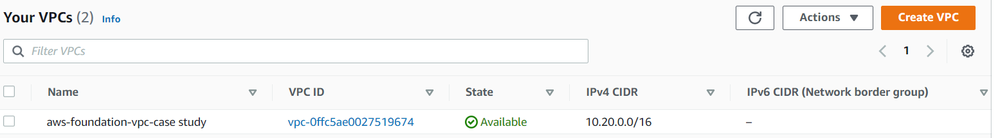 Your VPCs (2) Info Actions Create VPC
Filter VPCs 1
Name VPC ID State IPv4 CIDR IPv6 CIDR (Network border group)
aws-foundation-vpc-case study vpc-0ffc5ae0027519674 Available 10.20.0.0/16 –